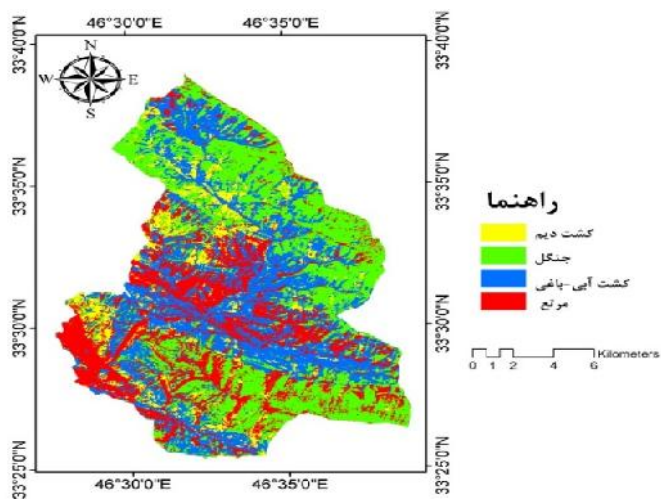 46°30'0"E 46°35'0"E
33°40'0"N 33°40'0"N
N
W E
S
33°35'0"N 33°35'0"N
راهنما
کشت دیم
جنگل
کشت آبی-باغی
مرتع
33°30'0"N 33°30'0"N
Kilometers
0 1 2 4 6
33°25'0"N 33°25'0"N
46°30'0"E 46°35'0"E